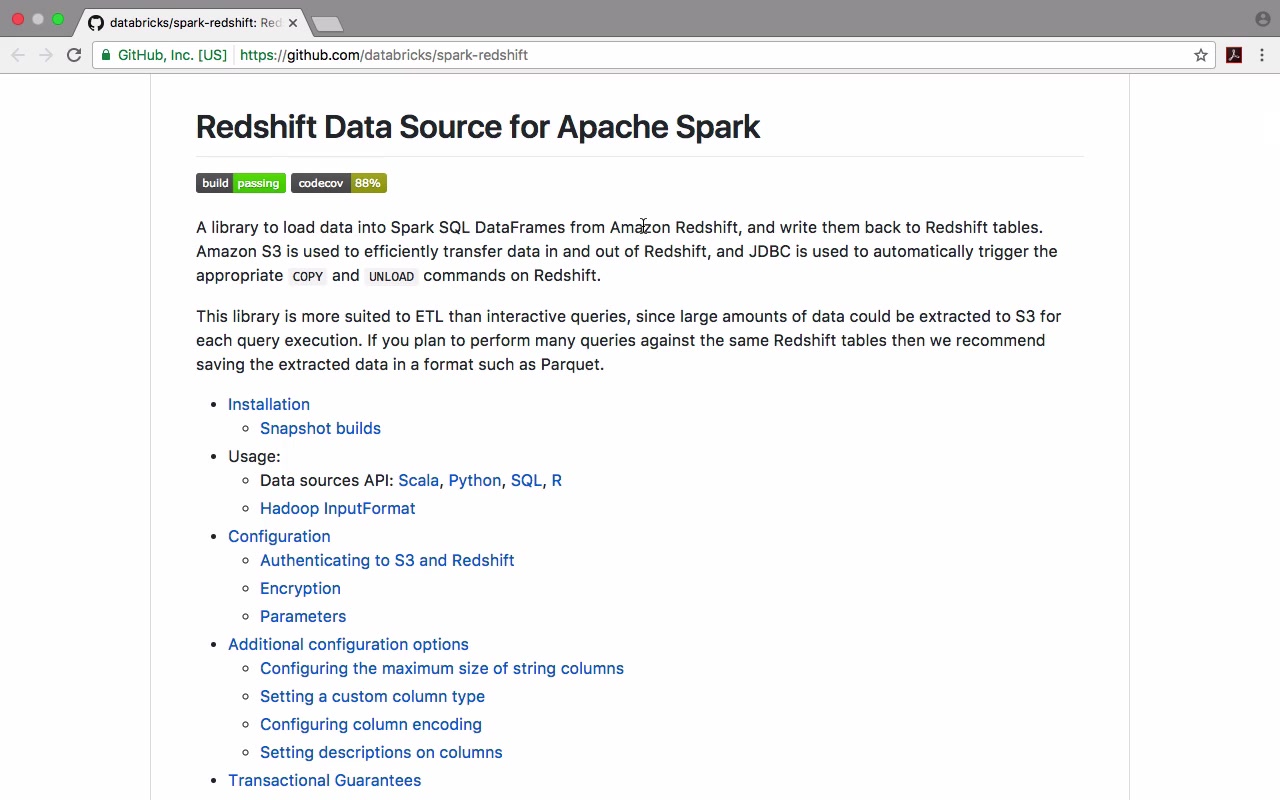 databricks/spark-redshift: Red
GitHub, Inc. [US] https://github.com/databricks/spark-redshift
Redshift Data Source for Apache Spark
build passing codecov 88%
A library to load data into Spark SQL DataFrames from Amazon Redshift, and write them back to Redshift tables.
Amazon S3 is used to efficiently transfer data in and out of Redshift, and JDBC is used to automatically trigger the
appropriate COPY and UNLOAD commands on Redshift.
This library is more suited to ETL than interactive queries, since large amounts of data could be extracted to S3 for
each query execution. If you plan to perform many queries against the same Redshift tables then we recommend
saving the extracted data in a format such as Parquet.
• Installation
◦ Snapshot builds
• Usage:
◦ Data sources API: Scala, Python, SQL, R
◦ Hadoop InputFormat
• Configuration
◦ Authenticating to S3 and Redshift
◦ Encryption
◦ Parameters
• Additional configuration options
◦ Configuring the maximum size of string columns
◦ Setting a custom column type
◦ Configuring column encoding
◦ Setting descriptions on columns
• Transactional Guarantees